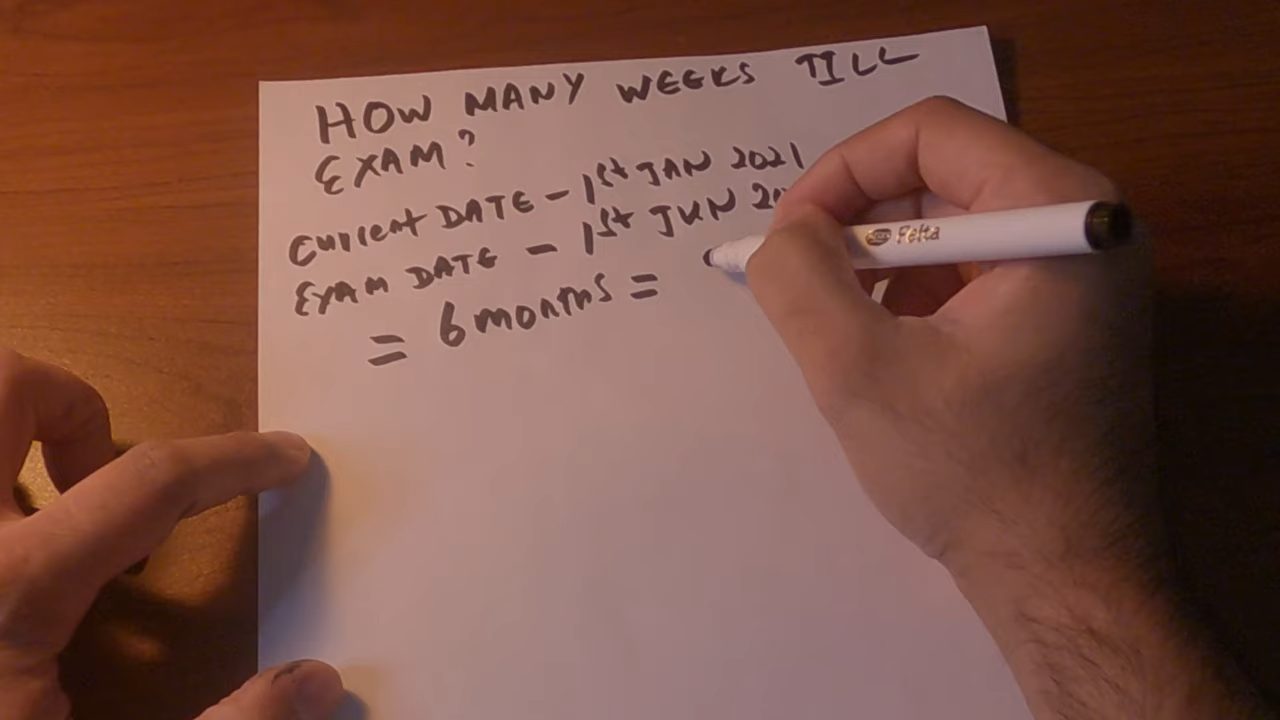 HOW MANY WEEKS TILL
EXAM?
CURRENT DATE - 1st JAN 2021
EXAM DATE - 1st JUN
= 6 months =
Felta